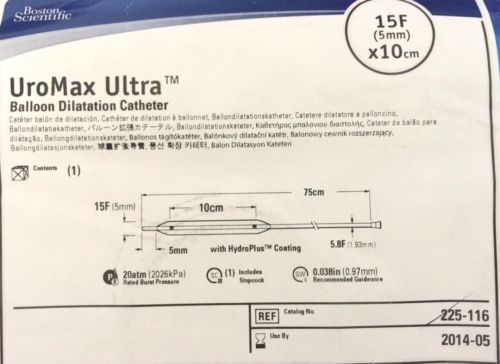 Boston
Scientific
15F
(5mm)
x10cm
UroMax Ultra™
Balloon Dilatation Catheter
Catéter balón de dilatación, Cathéter de dilatation à ballonnet, Ballondilatationskatheter, Catetere dilatatore a palloncino,
Ballondilatatiekatheter, バルーン拡張カテーテル, Ballondilatationskateter, Καθετήρας μπαλονιού διαστολής, Cateter de balão para
dilatação, Ballongdilatationskateter, Ballonos tágítókatéter, Balónkový dilatační katétr, Balonowy cewnik rozszerzający,
Ballongdilatasjonskateter, 球囊扩张导管, 풍선 확장 카테터, Balon Dilatasyon Kateteri
Contents (1)
75cm
15F (5mm)
10cm
5mm
with HydroPlus™ Coating
5.8F (1.93mm)
P
20atm (2026kPa)
Rated Burst Pressure
SC
(1) Includes
Stopcock
GW
0.038in (0.97mm)
Recommended Guidewire
REF Catalog No.
225-116
Use By
2014-05